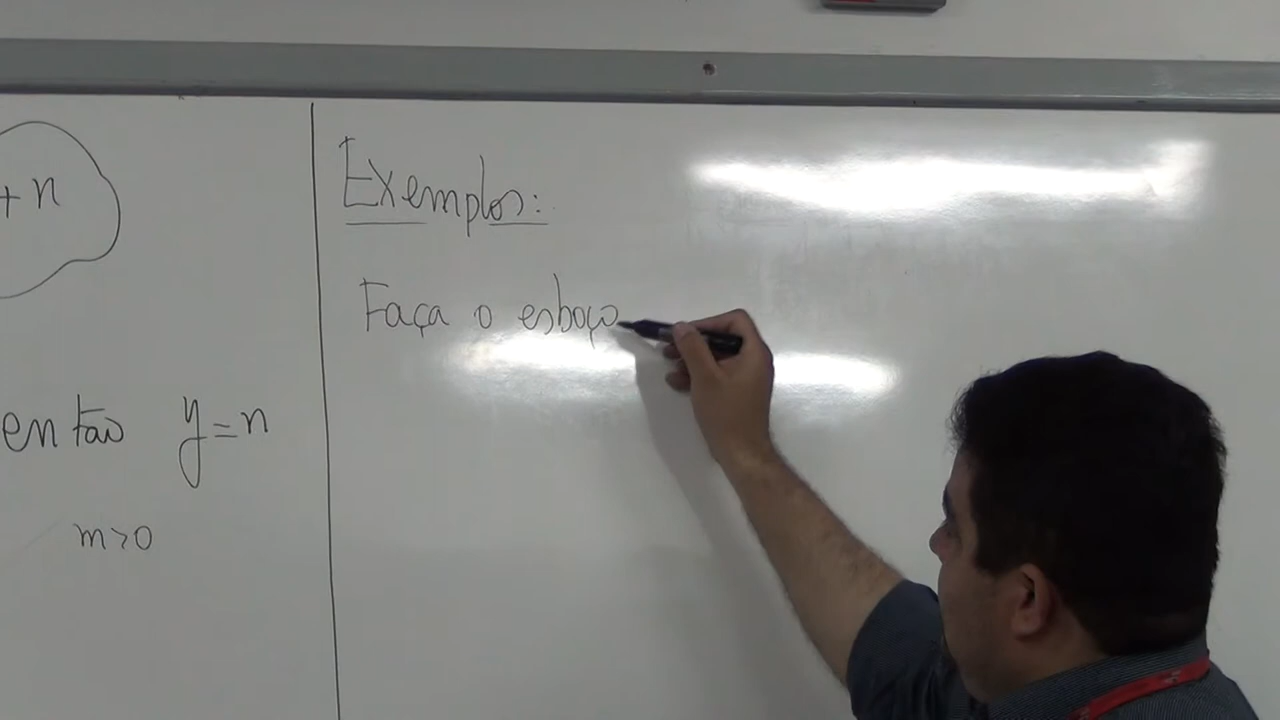 + n
então y=n
m>0
Exemplos:
Faça o esboço